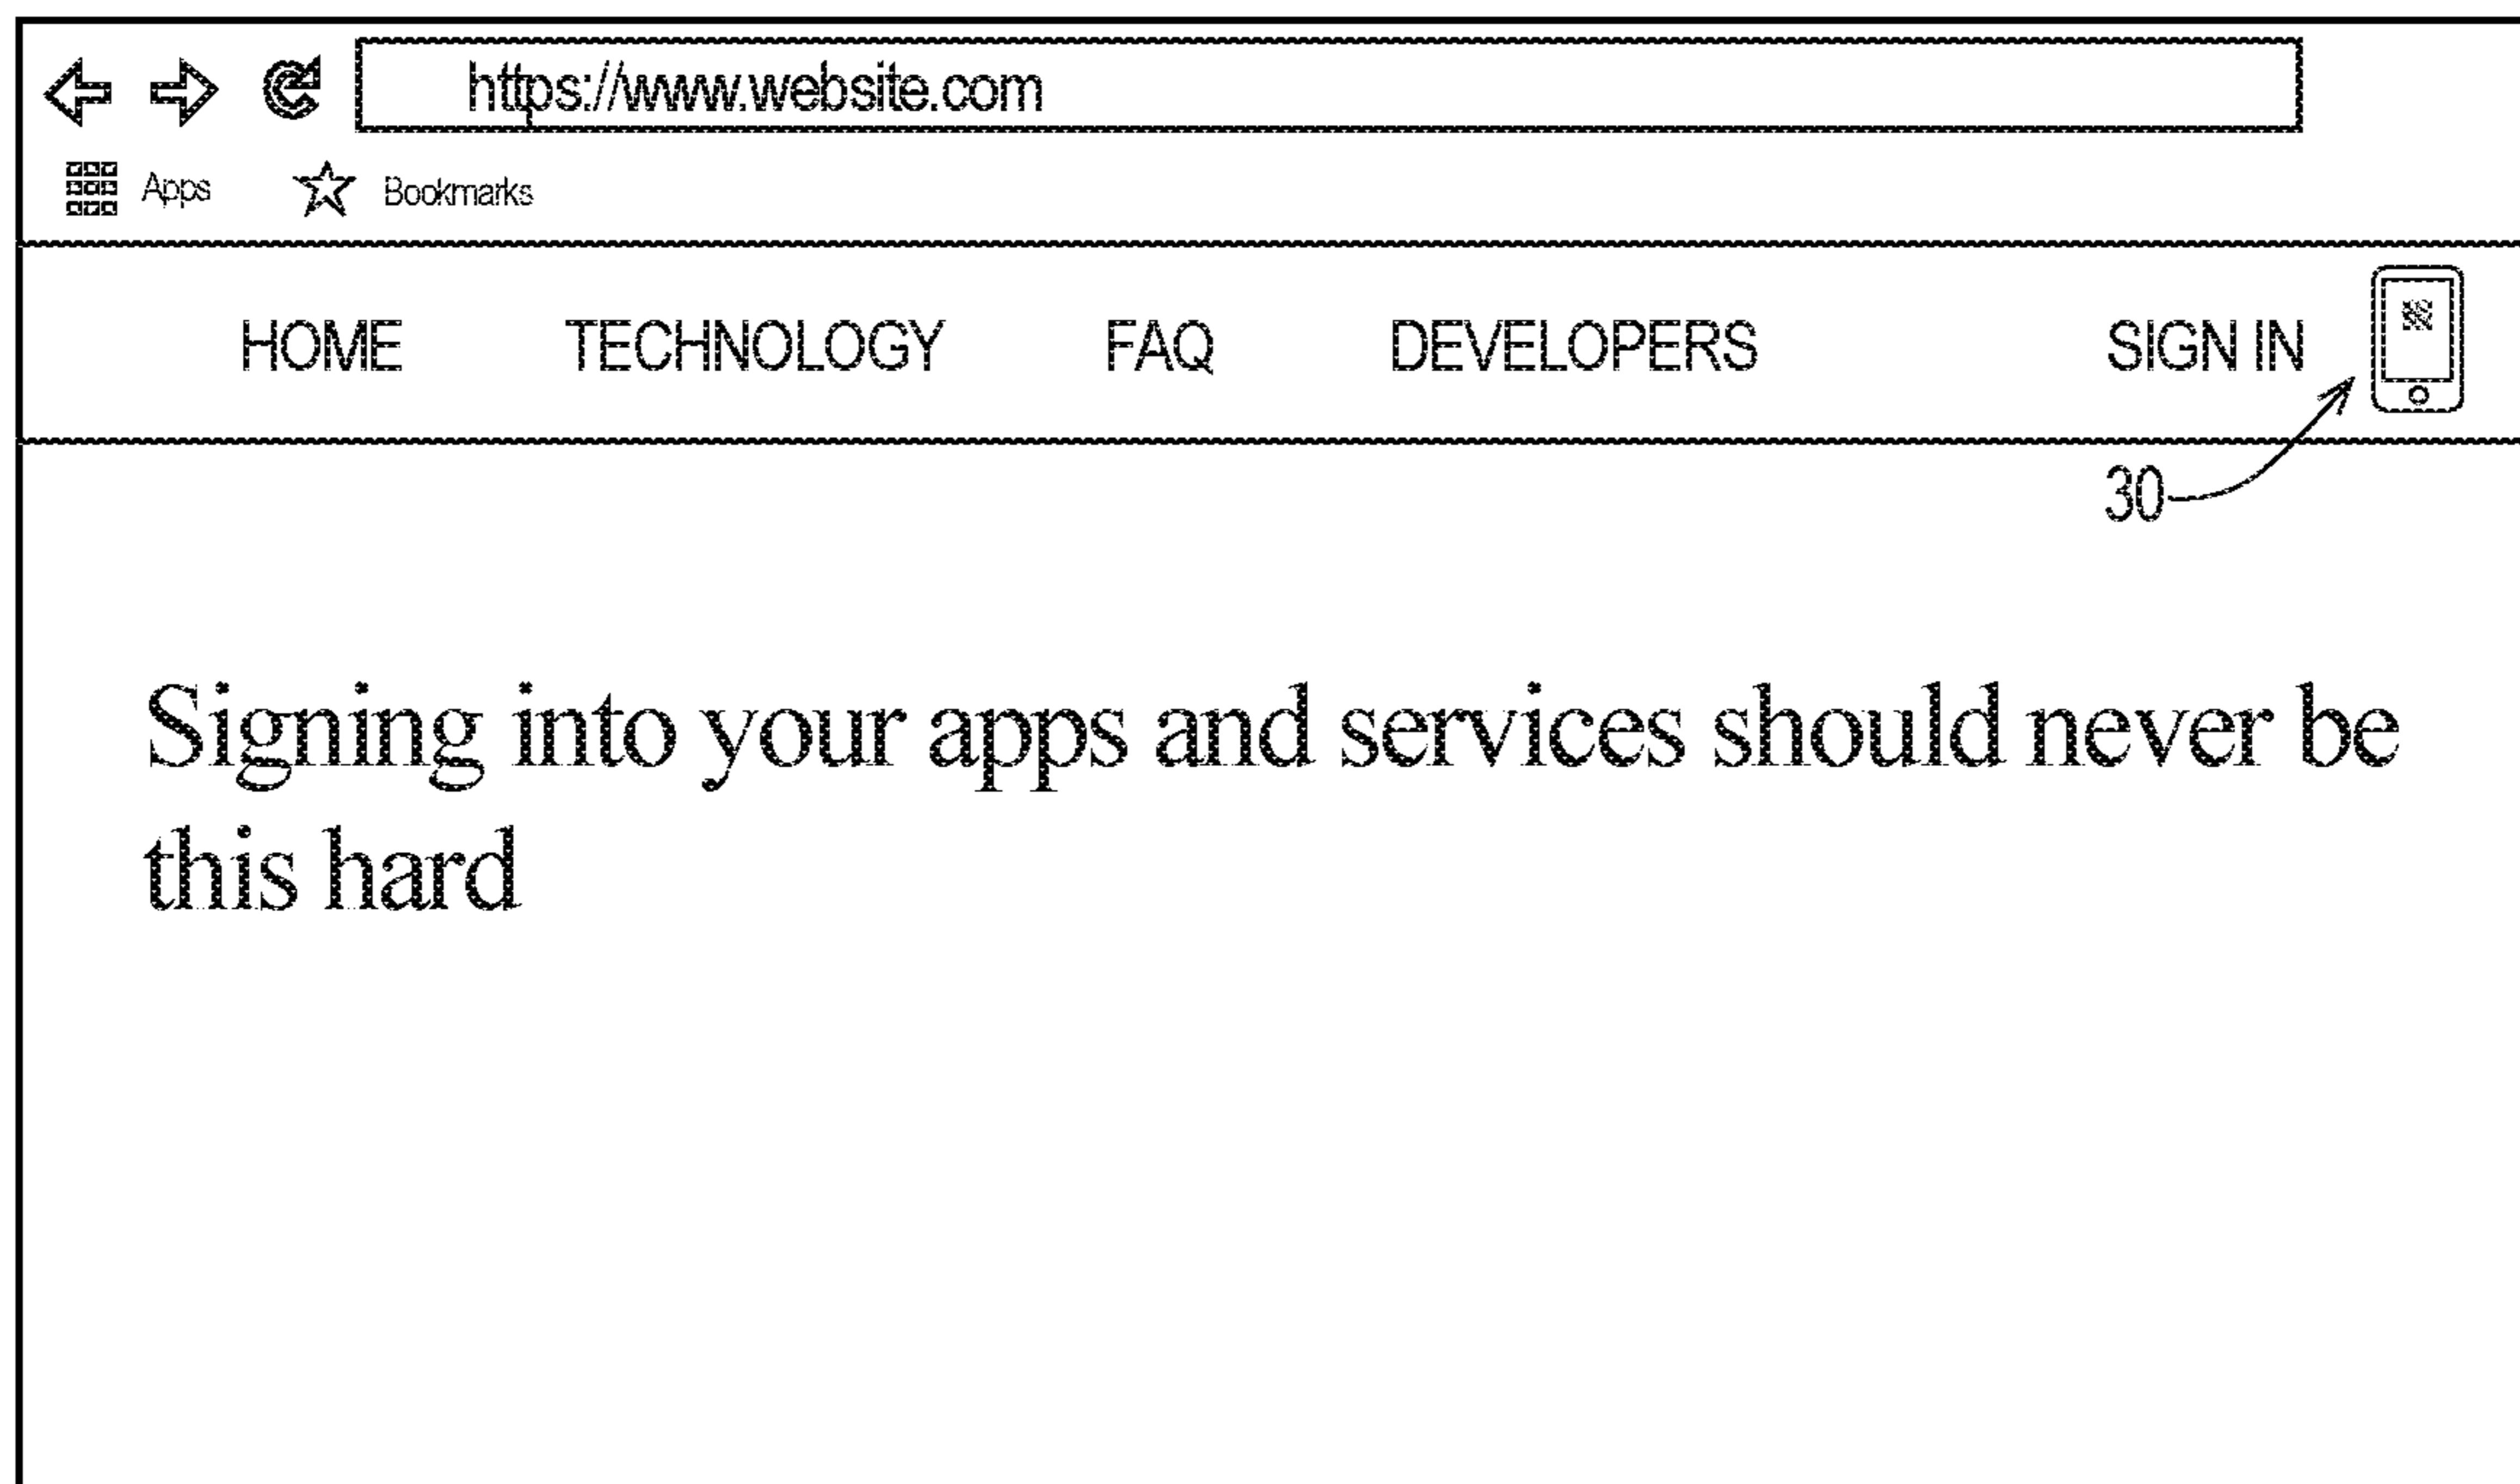 https://www.website.com
Apps Bookmarks
HOME TECHNOLOGY FAQ DEVELOPERS SIGN IN
30
Signing into your apps and services should never be
this hard